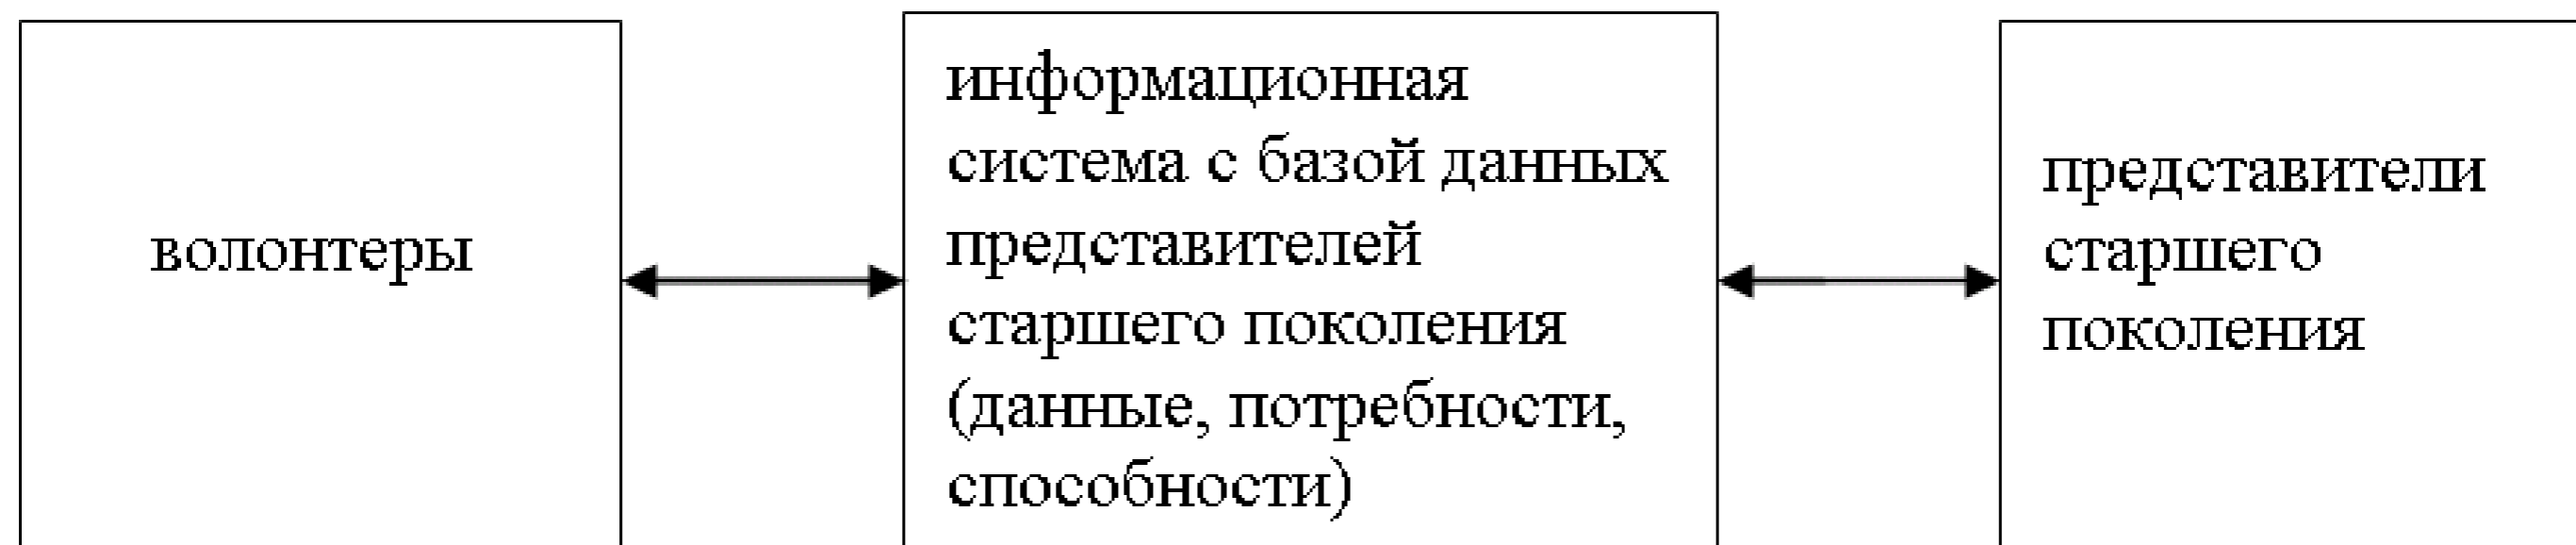 волонтеры
информационная
система с базой данных
представителей
старшего поколения
(данные, потребности,
способности)
представители
старшего
поколения